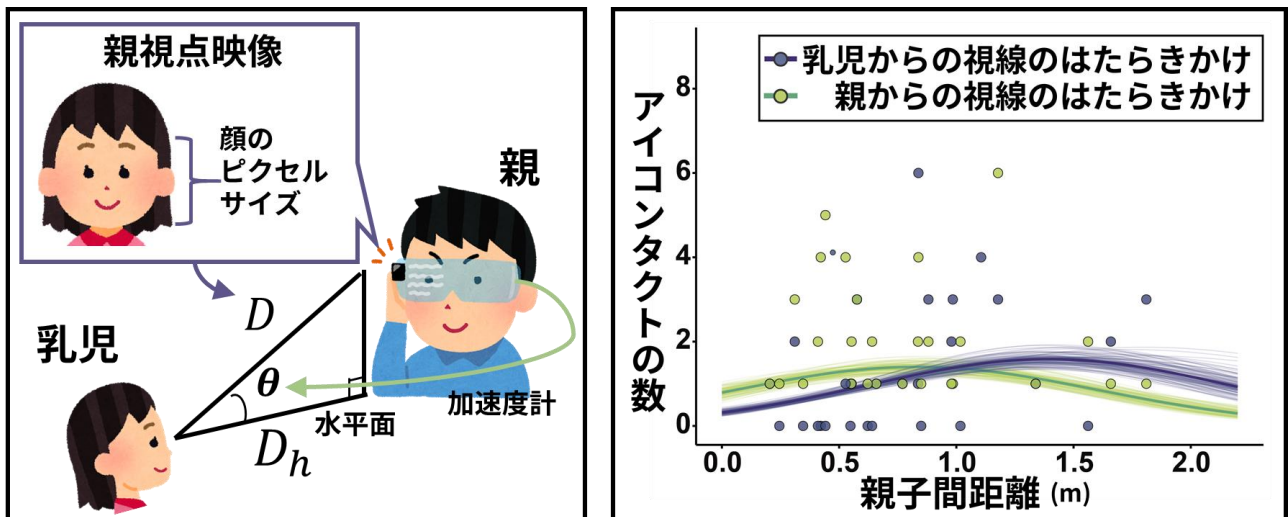 親視点映像
顔の
ピクセル
サイズ
親
D
乳児
θ
加速度計
水平面
D_h
乳児からの視線のはたらきかけ
親からの視線のはたらきかけ
アイコンタクトの数
8
6
4
2
0
0.0 0.5 1.0 1.5 2.0
親子間距離 (m)